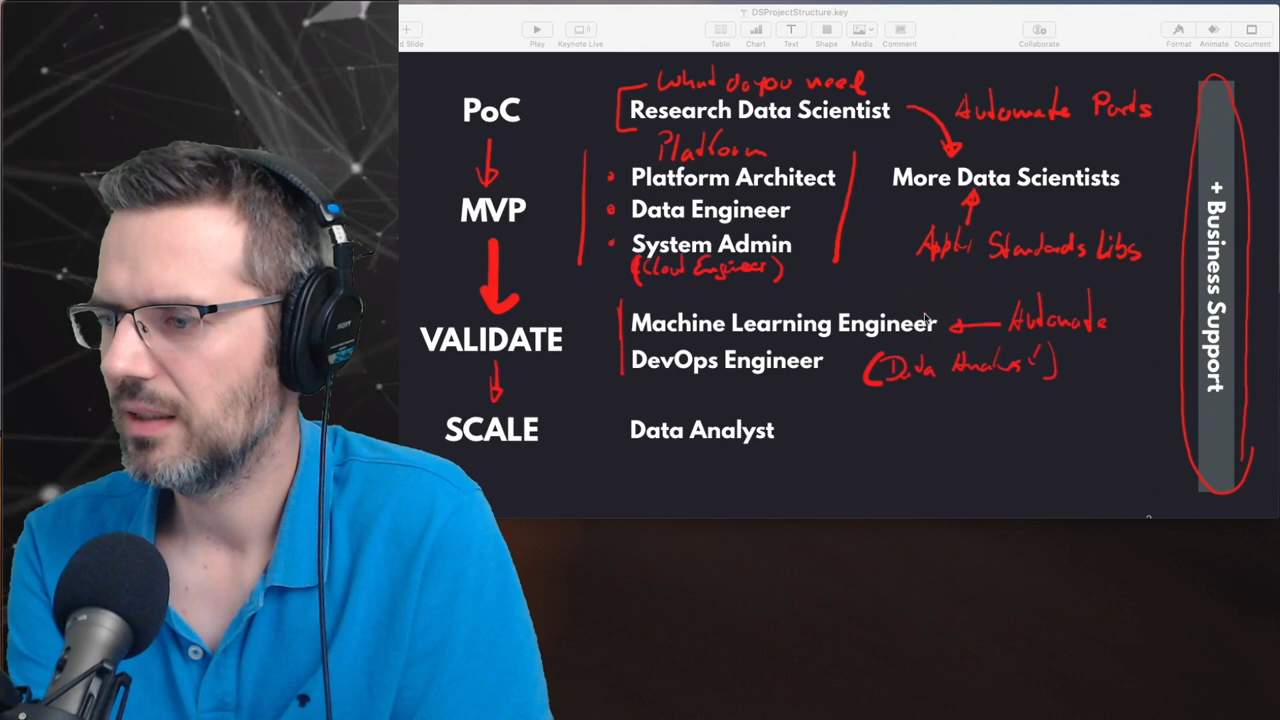 DSProjectStructure.key
d Slide
Play
Keynote Live
Table
Chart
Text
Shape
Media
Comment
Collaborate
Format
Animate
Document
What do you need
PoC
Research Data Scientist
Automate Parts
Platform
Platform Architect
More Data Scientists
MVP
Data Engineer
System Admin
Standards Libs
(Cloud Engineer)
+ Business Support
VALIDATE
Machine Learning Engineer
Automate
DevOps Engineer
(Data Analyst)
SCALE
Data Analyst
SONY